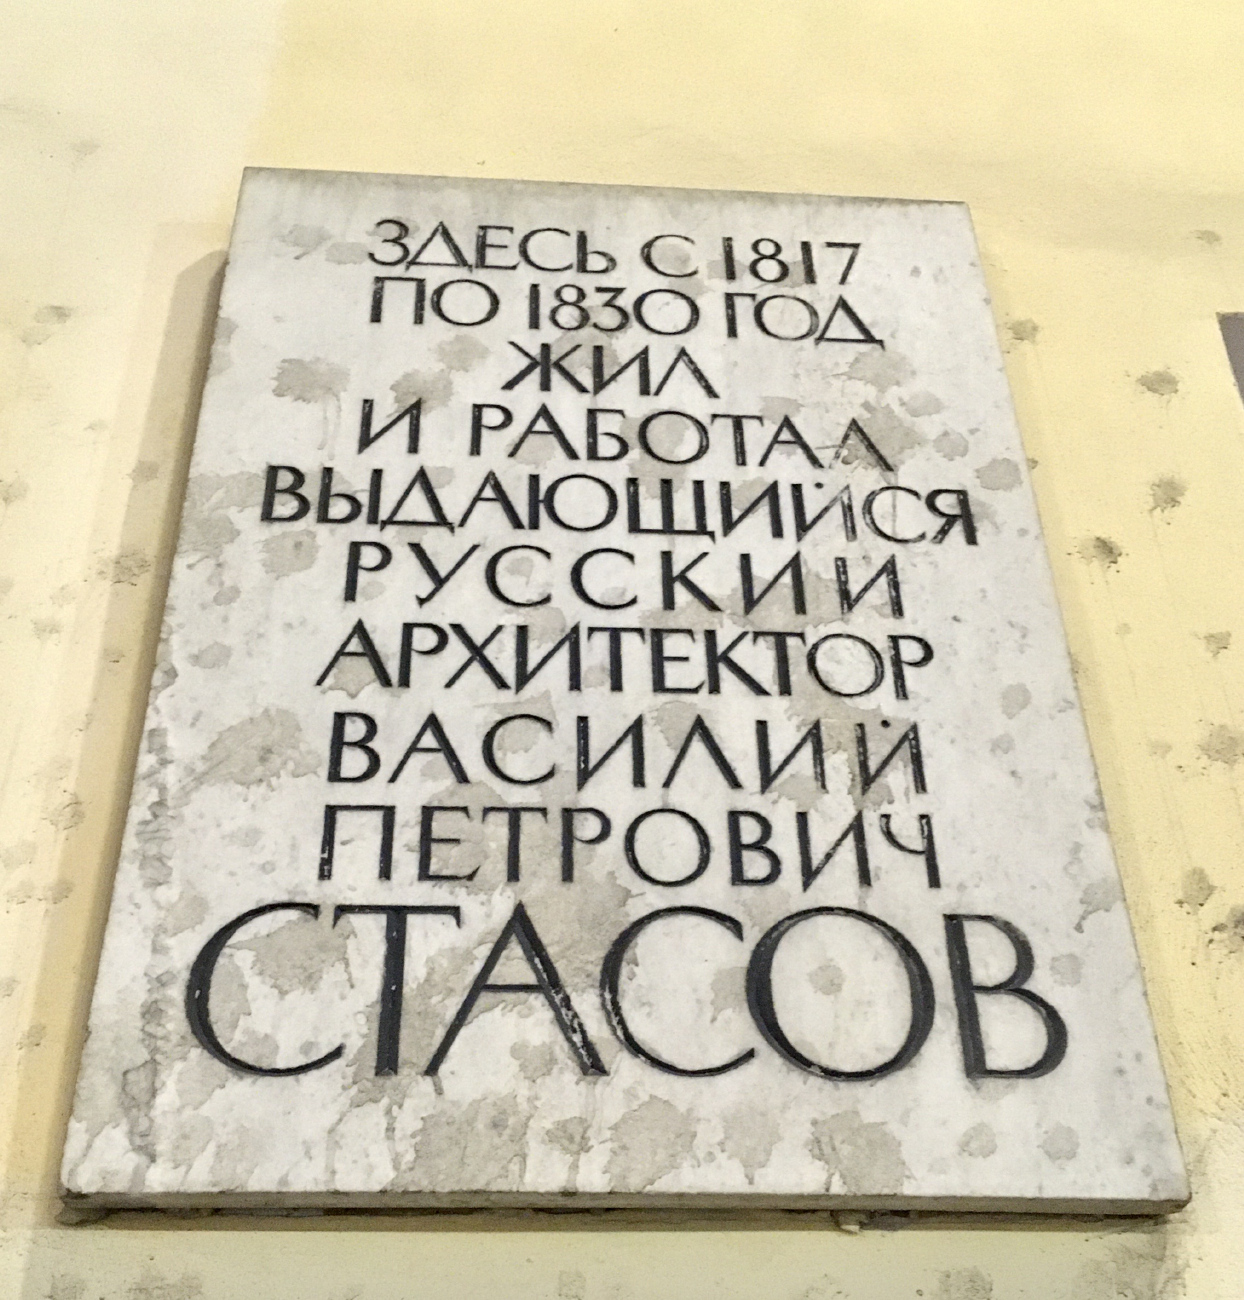 ЗДЕСЬ С 1817
ПО 1830 ГОД
ЖИЛ
И РАБОТАЛ
ВЫДАЮЩИЙСЯ
РУССКИЙ
АРХИТЕКТОР
ВАСИЛИЙ
ПЕТРОВИЧ
СТАСОВ